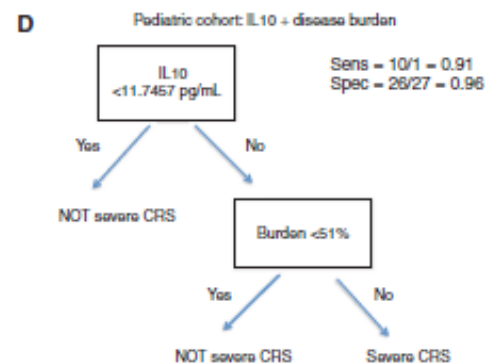 D
Pediatric cohort: IL10 + disease burden
Sens = 10/1 = 0.91
Spec = 26/27 = 0.96
IL10
<11.7457 pg/mL
Yes
No
NOT severe CRS
Burden <51%
Yes
No
NOT severe CRS
Severe CRS